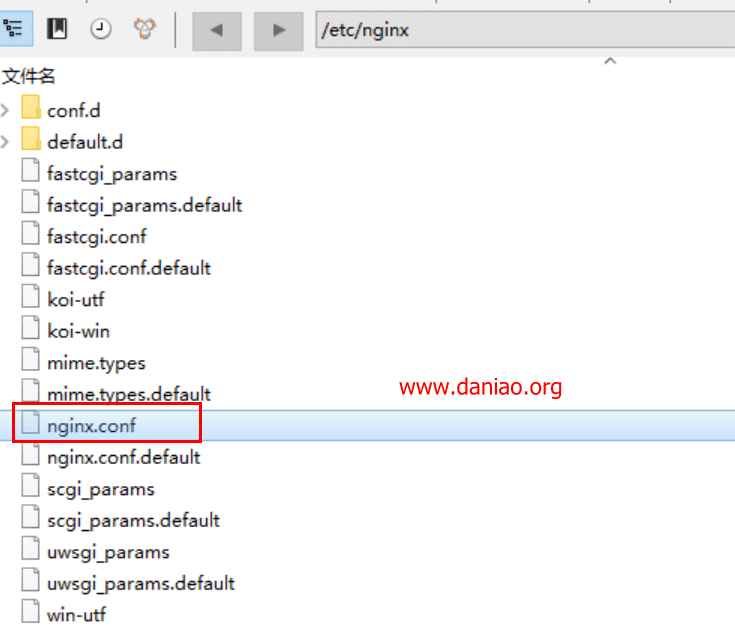 /etc/nginx
文件名
conf.d
default.d
fastcgi_params
fastcgi_params.default
fastcgi.conf
fastcgi.conf.default
koi-utf
koi-win
mime.types
mime.types.default
www.daniao.org
nginx.conf
nginx.conf.default
scgi_params
scgi_params.default
uwsgi_params
uwsgi_params.default
win-utf